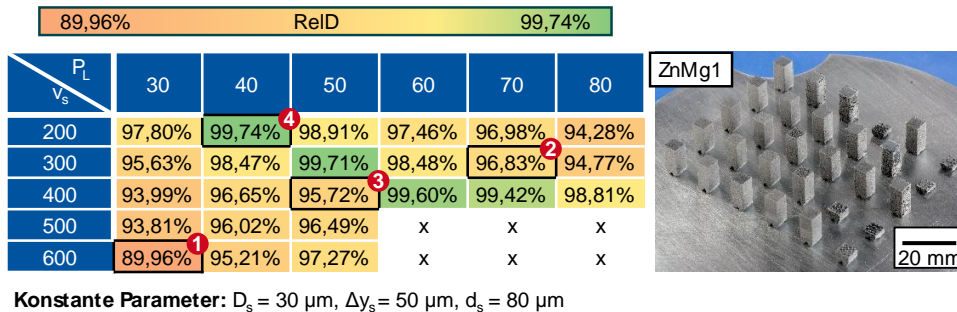 89,96% RelD 99,74%
P_L
v_s 30 40 50 60 70 80
200 97,80% 99,74% 4 98,91% 97,46% 96,98% 94,28%
300 95,63% 98,47% 99,71% 98,48% 96,83% 2 94,77%
400 93,99% 96,65% 95,72% 3 99,60% 99,42% 98,81%
500 93,81% 96,02% 96,49% x x x
600 89,96% 1 95,21% 97,27% x x x
ZnMg1
20 mm
Konstante Parameter: D_s = 30 µm, Δy_s = 50 µm, d_s = 80 µm